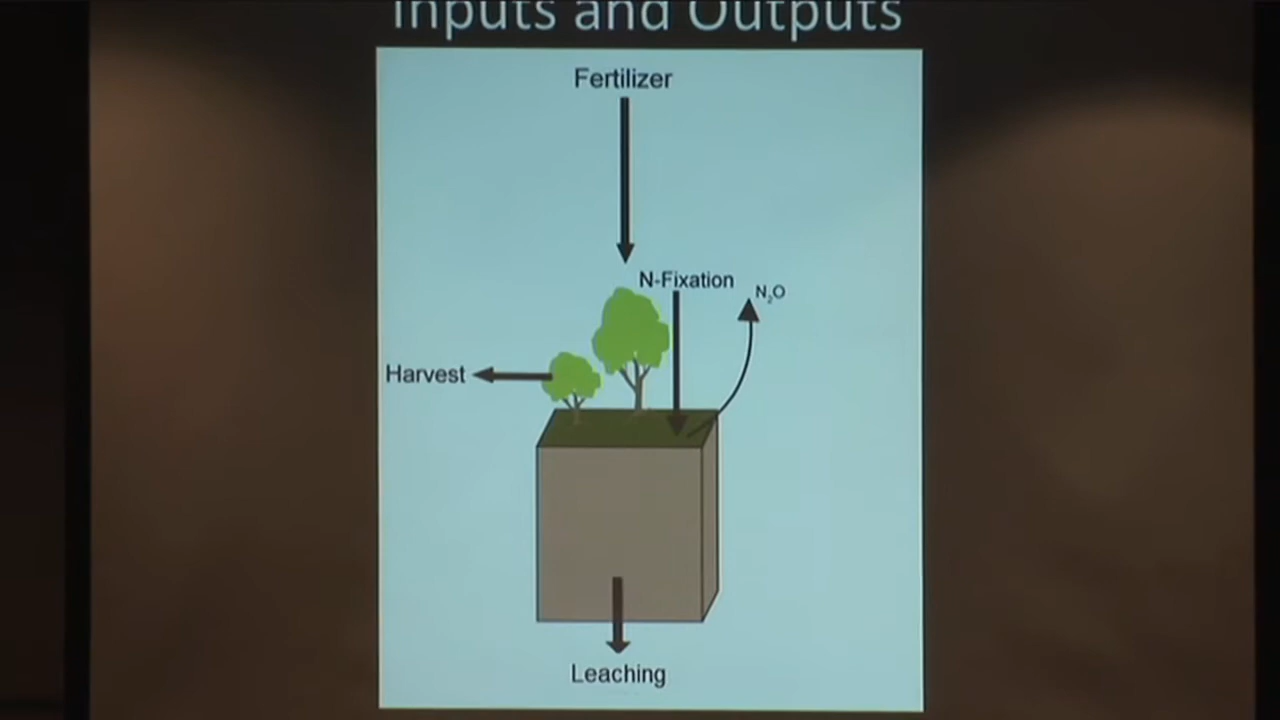 Inputs and Outputs
Fertilizer
N-Fixation
N₂O
Harvest
Leaching